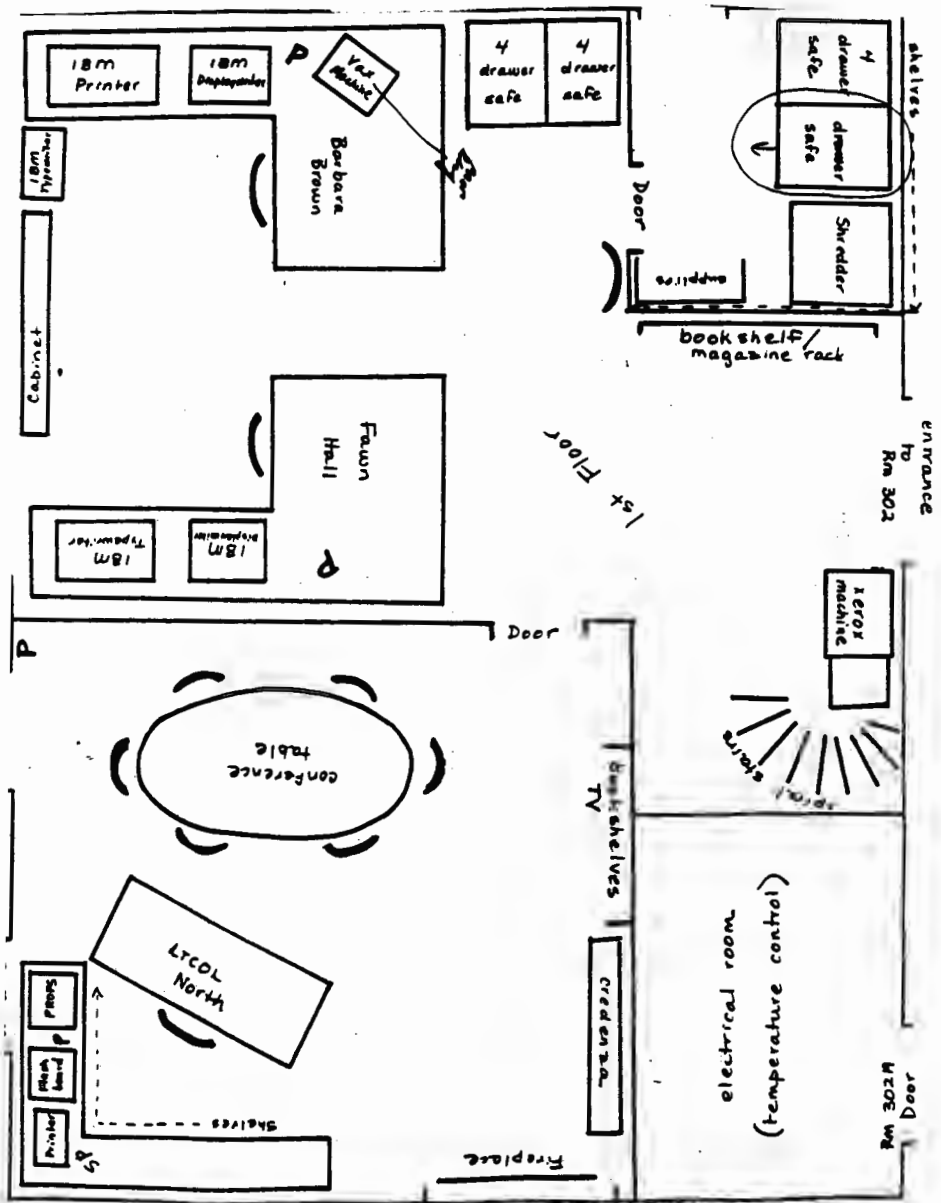 IBM
Printer
IBM
Displaywriter
P
Vax
Machine
4
drawer
safe
4
drawer
safe
4
drawer
safe
drawer
safe
shelves
IBM
Typewriter
Barbara
Brown
Door
supplies
Shredder
bookshelf/
magazine rack
Cabinet
Fawn
Hall
1st Floor
entrance
to
Rm 302
IBM
Typewriter
IBM
Displaywriter
P
Xerox
machine
P
Door
spiral
stairs
conference
table
bookshelves
TV
LTCOL
North
credenza
electrical room
(temperature control)
PROFS
P
Flash
board
Printer
SP
shelves
Fireplace
Rm 302A
Door